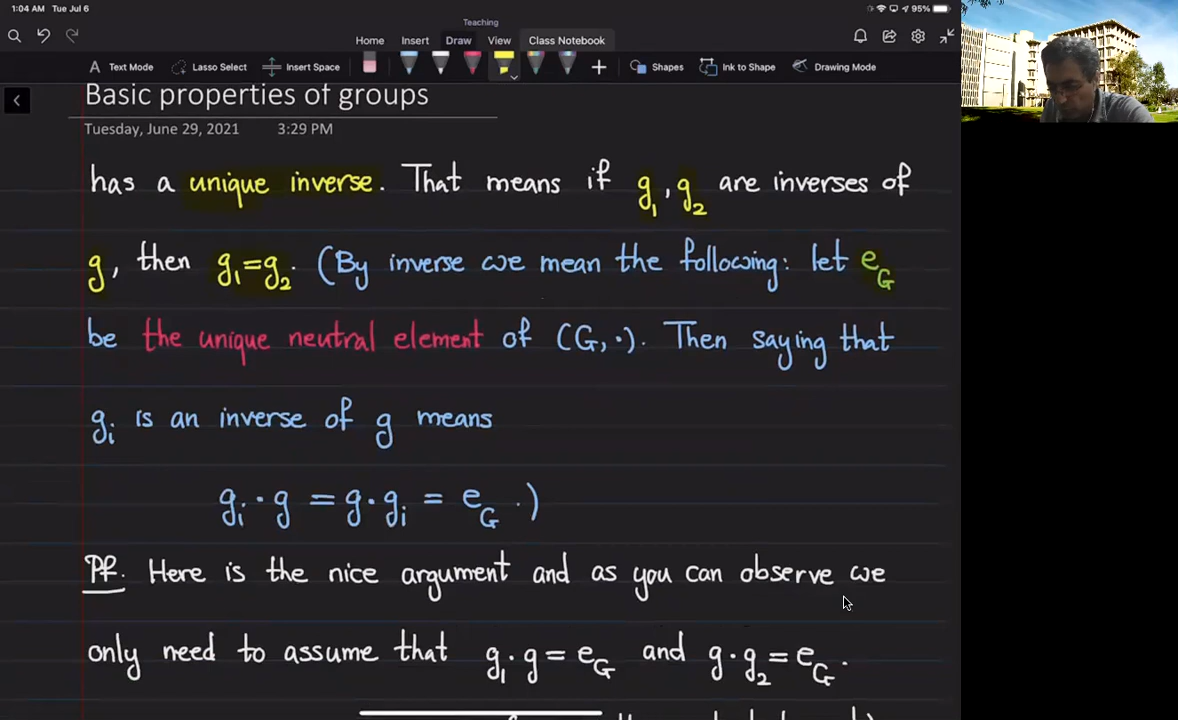 1:04 AM Tue Jul 6
95%
Teaching
Home Insert Draw View Class Notebook
Text Mode Lasso Select Insert Space Shapes Ink to Shape Drawing Mode
Basic properties of groups
Tuesday, June 29, 2021 3:29 PM
has a unique inverse. That means if g₁, g₂ are inverses of
g, then g₁=g₂. (By inverse we mean the following: let e_G
be the unique neutral element of (G, ·). Then saying that
gᵢ is an inverse of g means
gᵢ · g = g · gᵢ = e_G .)
Pf. Here is the nice argument and as you can observe we
only need to assume that g₁ · g = e_G and g · g₂ = e_G .